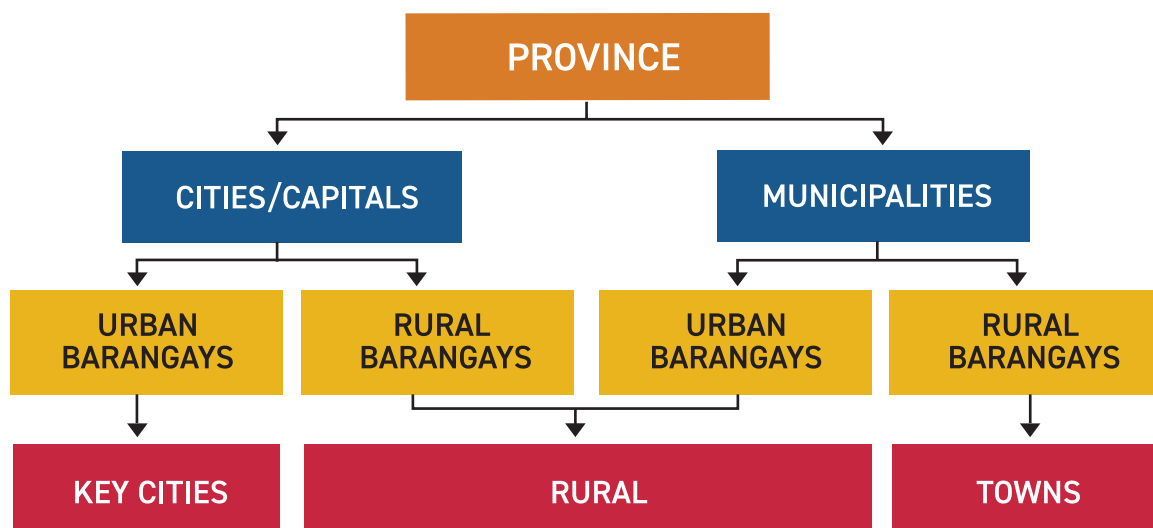 PROVINCE
CITIES/CAPITALS
MUNICIPALITIES
URBAN
BARANGAYS
RURAL
BARANGAYS
URBAN
BARANGAYS
RURAL
BARANGAYS
KEY CITIES
RURAL
TOWNS